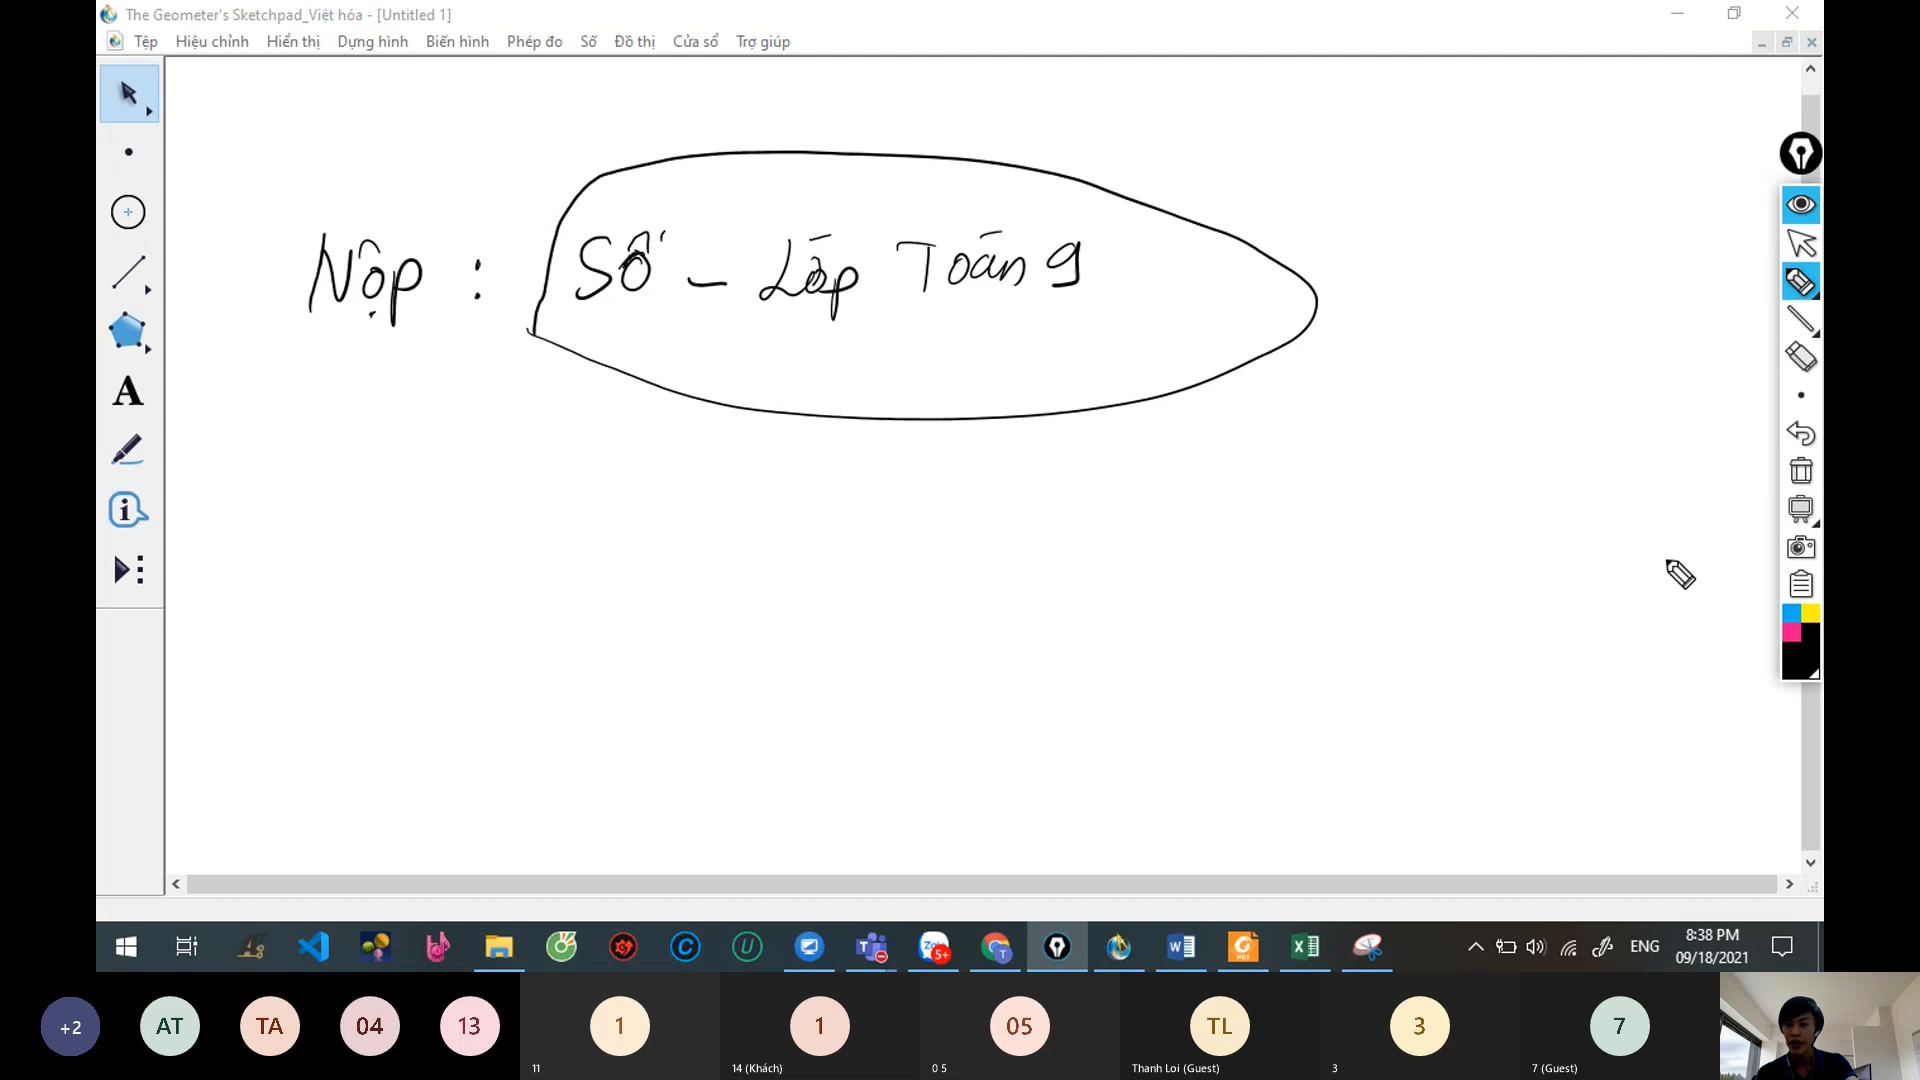 The Geometer's Sketchpad_Việt hóa - [Untitled 1]
Tệp Hiệu chỉnh Hiển thị Dựng hình Biến hình Phép đo Số Đồ thị Cửa sổ Trợ giúp
Nộp : Số - Lớp Toán 9
A
ENG
8:38 PM
09/18/2021
+2 AT TA 04 13 1 1 05 TL 3 7
11 14 (Khách) 0 5 Thanh Loi (Guest) 3 7 (Guest)